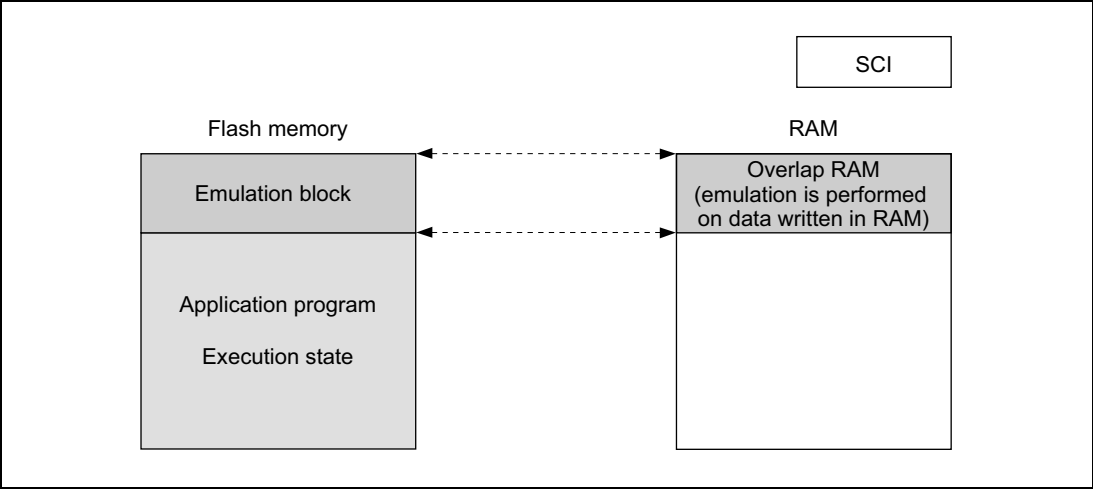 SCI
Flash memory
RAM
Emulation block
Overlap RAM
(emulation is performed
on data written in RAM)
Application program
Execution state